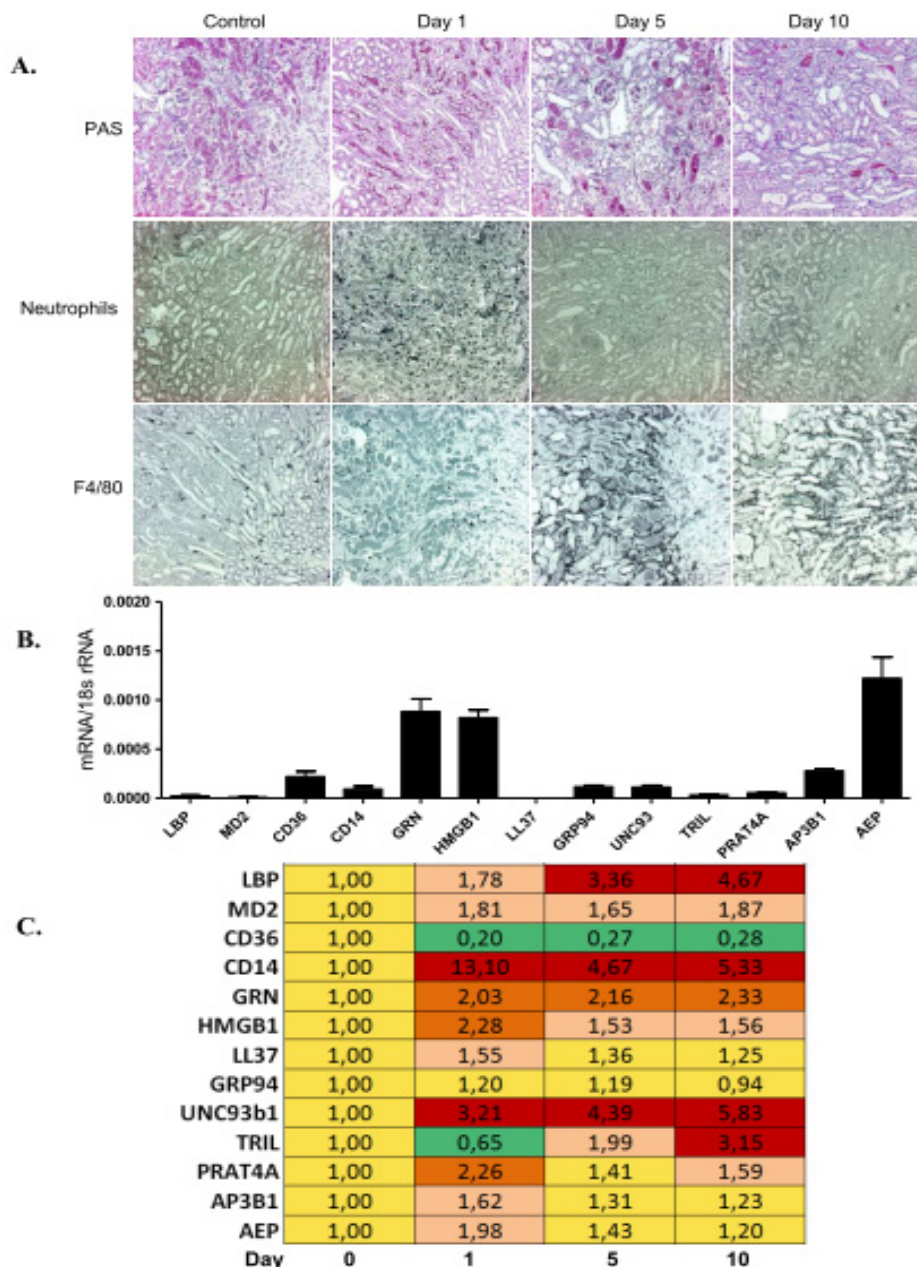 Control Day 1 Day 5 Day 10
A.
PAS
Neutrophils
F4/80
B.
mRNA/18s rRNA
0.0020
0.0015
0.0010
0.0005
0.0000
LBP MD2 CD36 CD14 GRN HMGB1 LL37 GRP94 UNC93 TRIL PRAT4A AP3B1 AEP
C.
LBP 1,00 1,78 3,36 4,67
MD2 1,00 1,81 1,65 1,87
CD36 1,00 0,20 0,27 0,28
CD14 1,00 13,10 4,67 5,33
GRN 1,00 2,03 2,16 2,33
HMGB1 1,00 2,28 1,53 1,56
LL37 1,00 1,55 1,36 1,25
GRP94 1,00 1,20 1,19 0,94
UNC93b1 1,00 3,21 4,39 5,83
TRIL 1,00 0,65 1,99 3,15
PRAT4A 1,00 2,26 1,41 1,59
AP3B1 1,00 1,62 1,31 1,23
AEP 1,00 1,98 1,43 1,20
Day 0 1 5 10